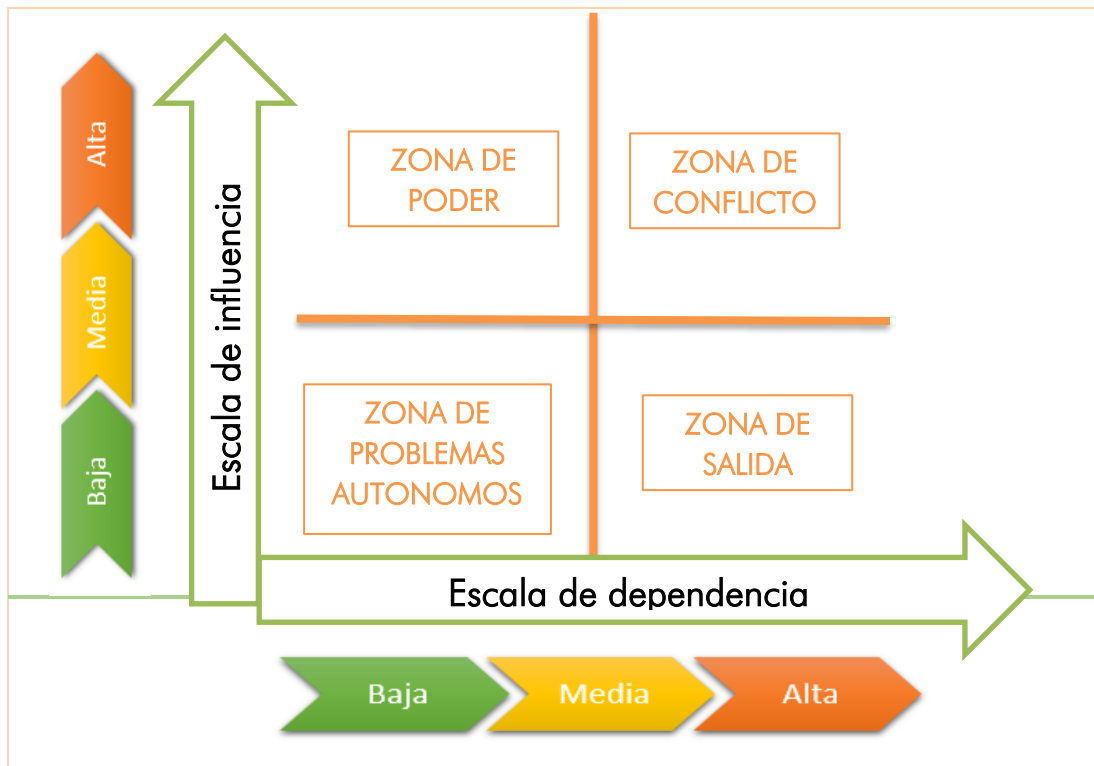 Alta
Media
Baja
Escala de influencia
ZONA DE
PODER
ZONA DE
CONFLICTO
ZONA DE
PROBLEMAS
AUTONOMOS
ZONA DE
SALIDA
Escala de dependencia
Baja
Media
Alta